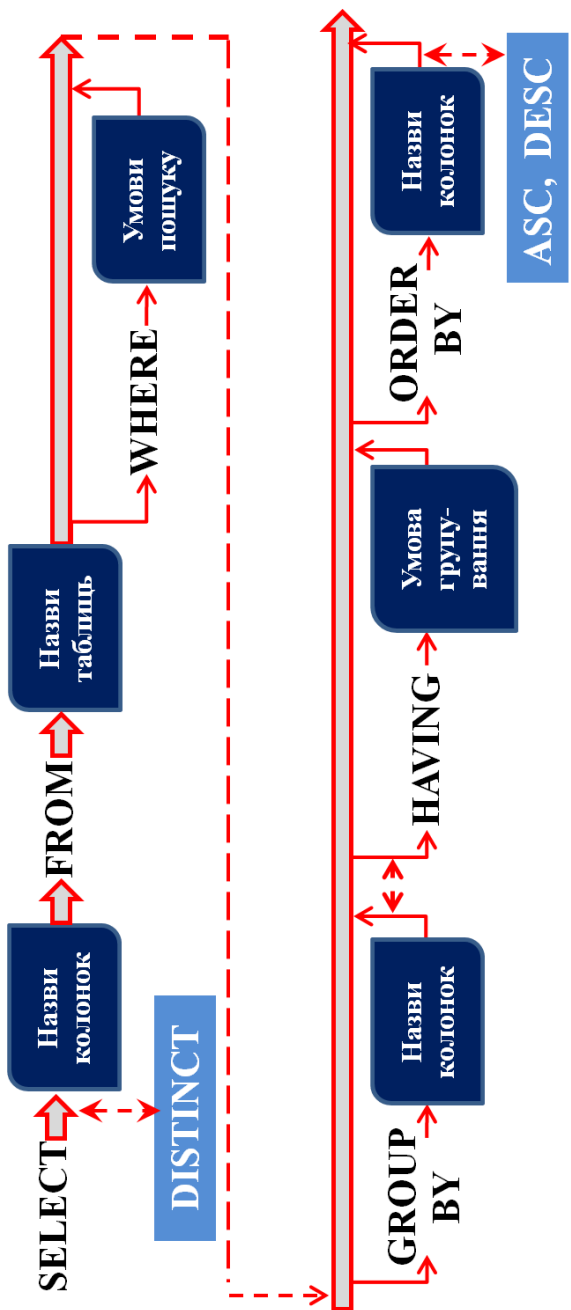 SELECT
Назви
колонок
DISTINCT
FROM
Назви
таблиць
WHERE
Умови
пошуку
GROUP
BY
Назви
колонок
HAVING
Умова
групу-
вання
ORDER
BY
Назви
колонок
ASC, DESC